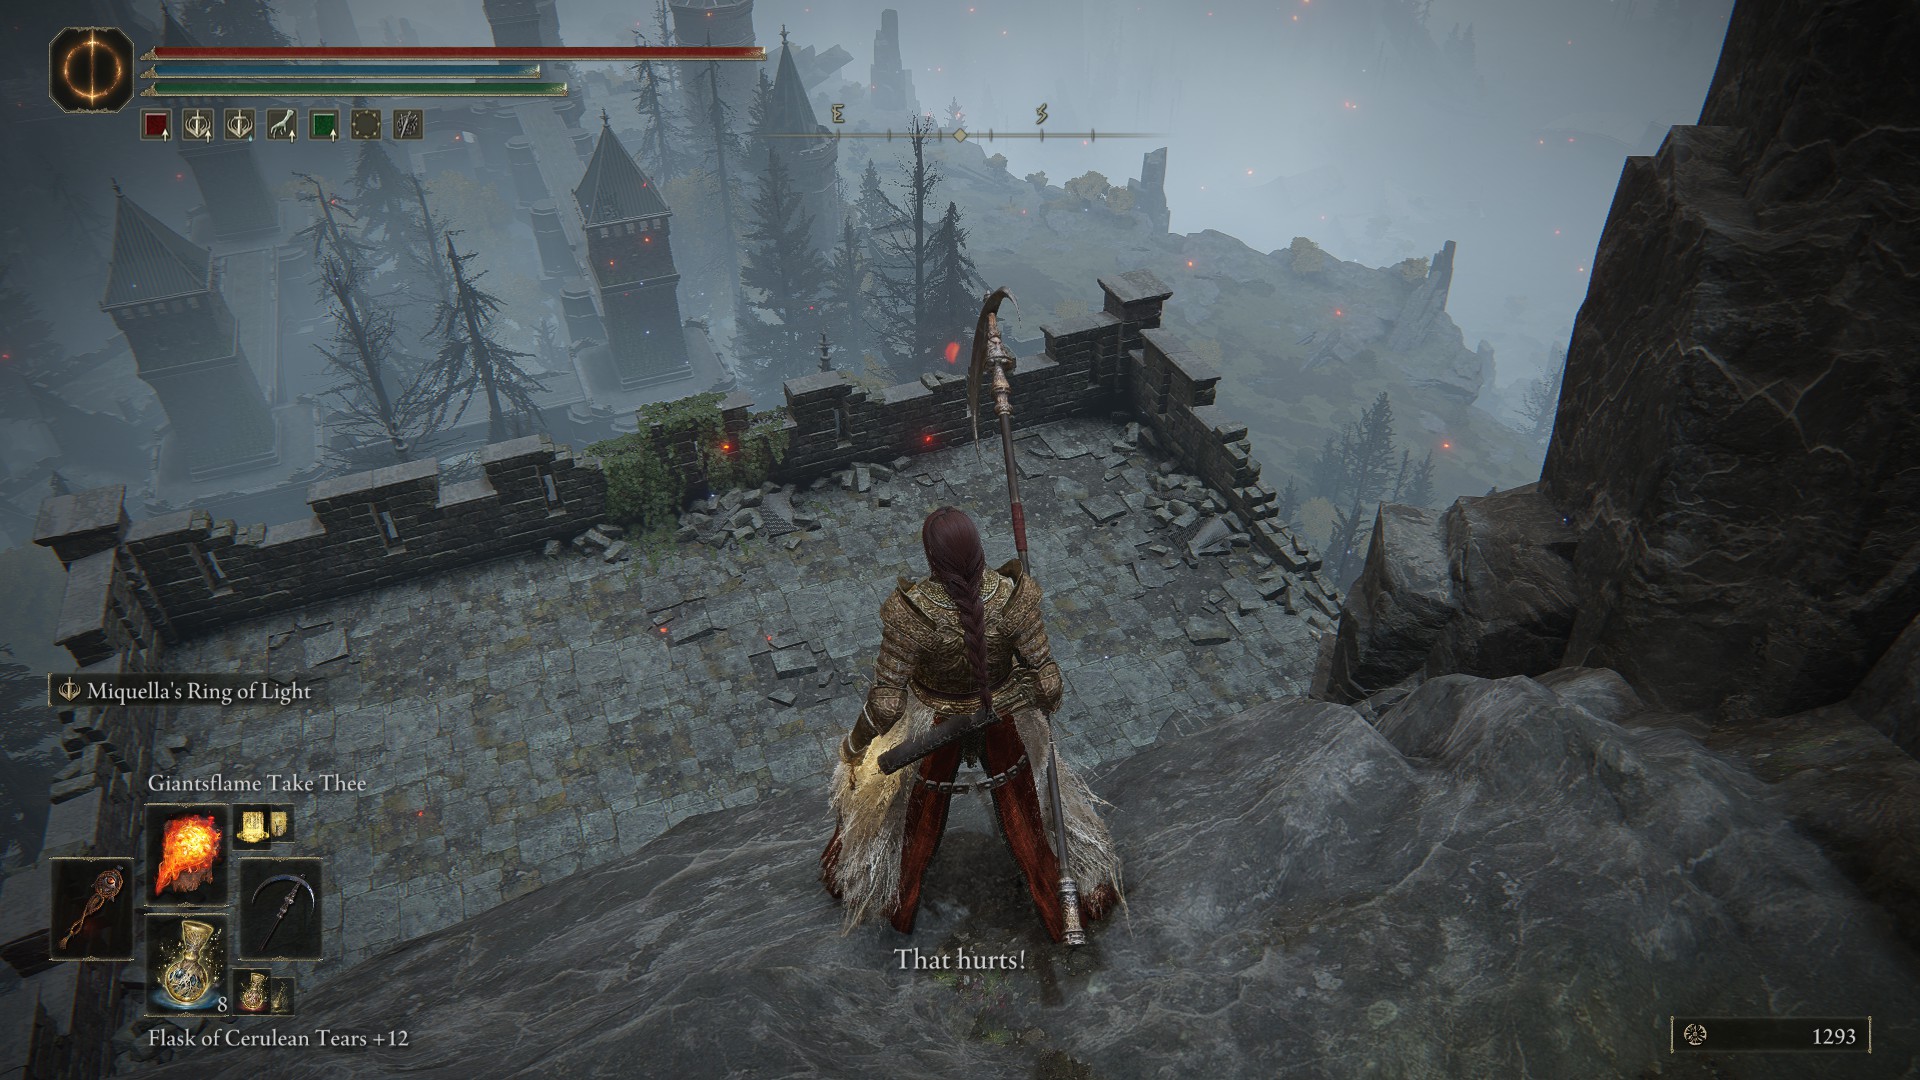 E
S
Miquella's Ring of Light
Giantsflame Take Thee
That hurts!
8
Flask of Cerulean Tears +12
1293